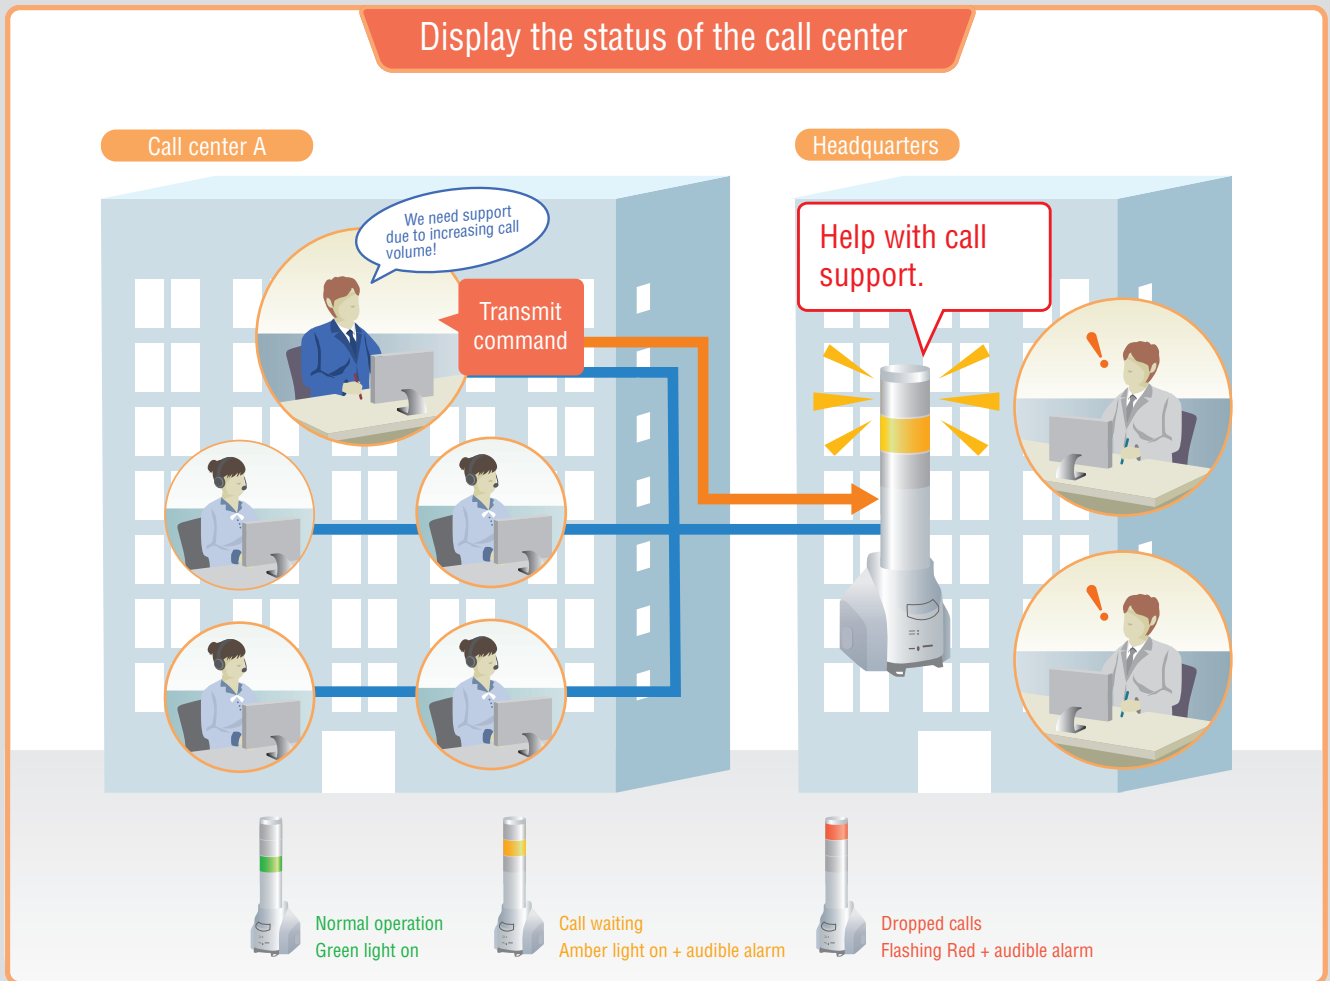 Display the status of the call center
Call center A
Headquarters
We need support
due to increasing call
volume!
Transmit
command
Help with call
support.
Normal operation
Green light on
Call waiting
Amber light on + audible alarm
Dropped calls
Flashing Red + audible alarm